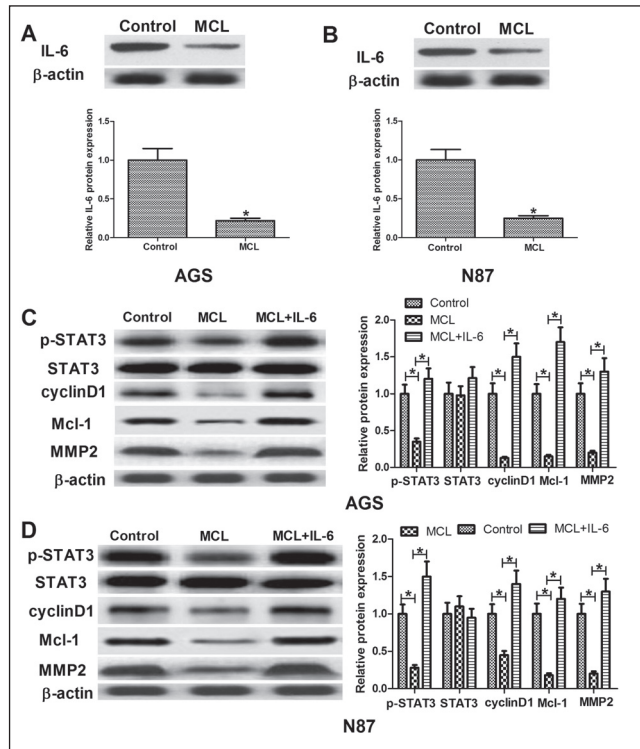 A
Control MCL
IL-6
β-actin
Relative IL-6 protein expression
1.5
1.0
0.5
0.0
*
Control MCL
AGS
B
Control MCL
IL-6
β-actin
Relative IL-6 protein expression
1.5
1.0
0.5
0.0
*
Control MCL
N87
C
Control MCL MCL+IL-6
p-STAT3
STAT3
cyclinD1
Mcl-1
MMP2
β-actin
Control
MCL
MCL+IL-6
Relative protein expression
2.0
1.5
1.0
0.5
0.0
* * * * * * * *
p-STAT3 STAT3 cyclinD1 Mcl-1 MMP2
AGS
D
Control MCL MCL+IL-6
p-STAT3
STAT3
cyclinD1
Mcl-1
MMP2
β-actin
MCL Control MCL+IL-6
Relative protein expression
2.0
1.5
1.0
0.5
0.0
* * * * * * * *
p-STAT3 STAT3 cyclinD1 Mcl-1 MMP2
N87